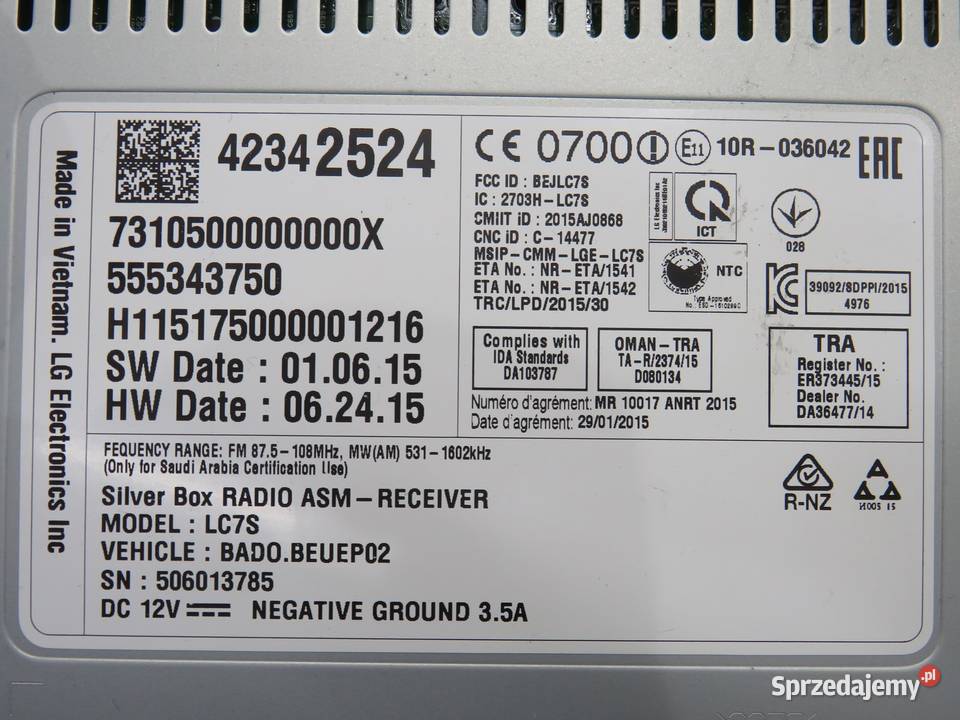 Made in Vietnam. LG Electronics Inc
42342524
7310500000000X
555343750
H115175000001216
SW Date : 01.06.15
HW Date : 06.24.15
CE 0700 E11 10R-036042 EAC
FCC ID : BEJLC7S
IC : 2703H-LC7S
CMIIT iD : 2015AJ0868
CNC iD : C-14477
MSIP-CMM-LGE-LC7S
ETA No. : NR-ETA/1541
ETA No. : NR-ETA/1542
TRC/LPD/2015/30
ICT
028
NTC
Type Approved
39092/SDPPI/2015
4976
Complies with
IDA Standards
DA103787
OMAN-TRA
TA-R/2374/15
D080134
TRA
Register No. :
ER373445/15
Dealer No.
DA36477/14
Numéro d'agrément: MR 10017 ANRT 2015
Date d'agrément: 29/01/2015
FEQUENCY RANGE: FM 87.5-108MHz, MW(AM) 531-1602kHz
(Only for Saudi Arabia Certification Use)
Silver Box RADIO ASM-RECEIVER
MODEL : LC7S
VEHICLE : BADO.BEUEP02
SN : 506013785
DC 12V NEGATIVE GROUND 3.5A
R-NZ
Sprzedajemy.pl